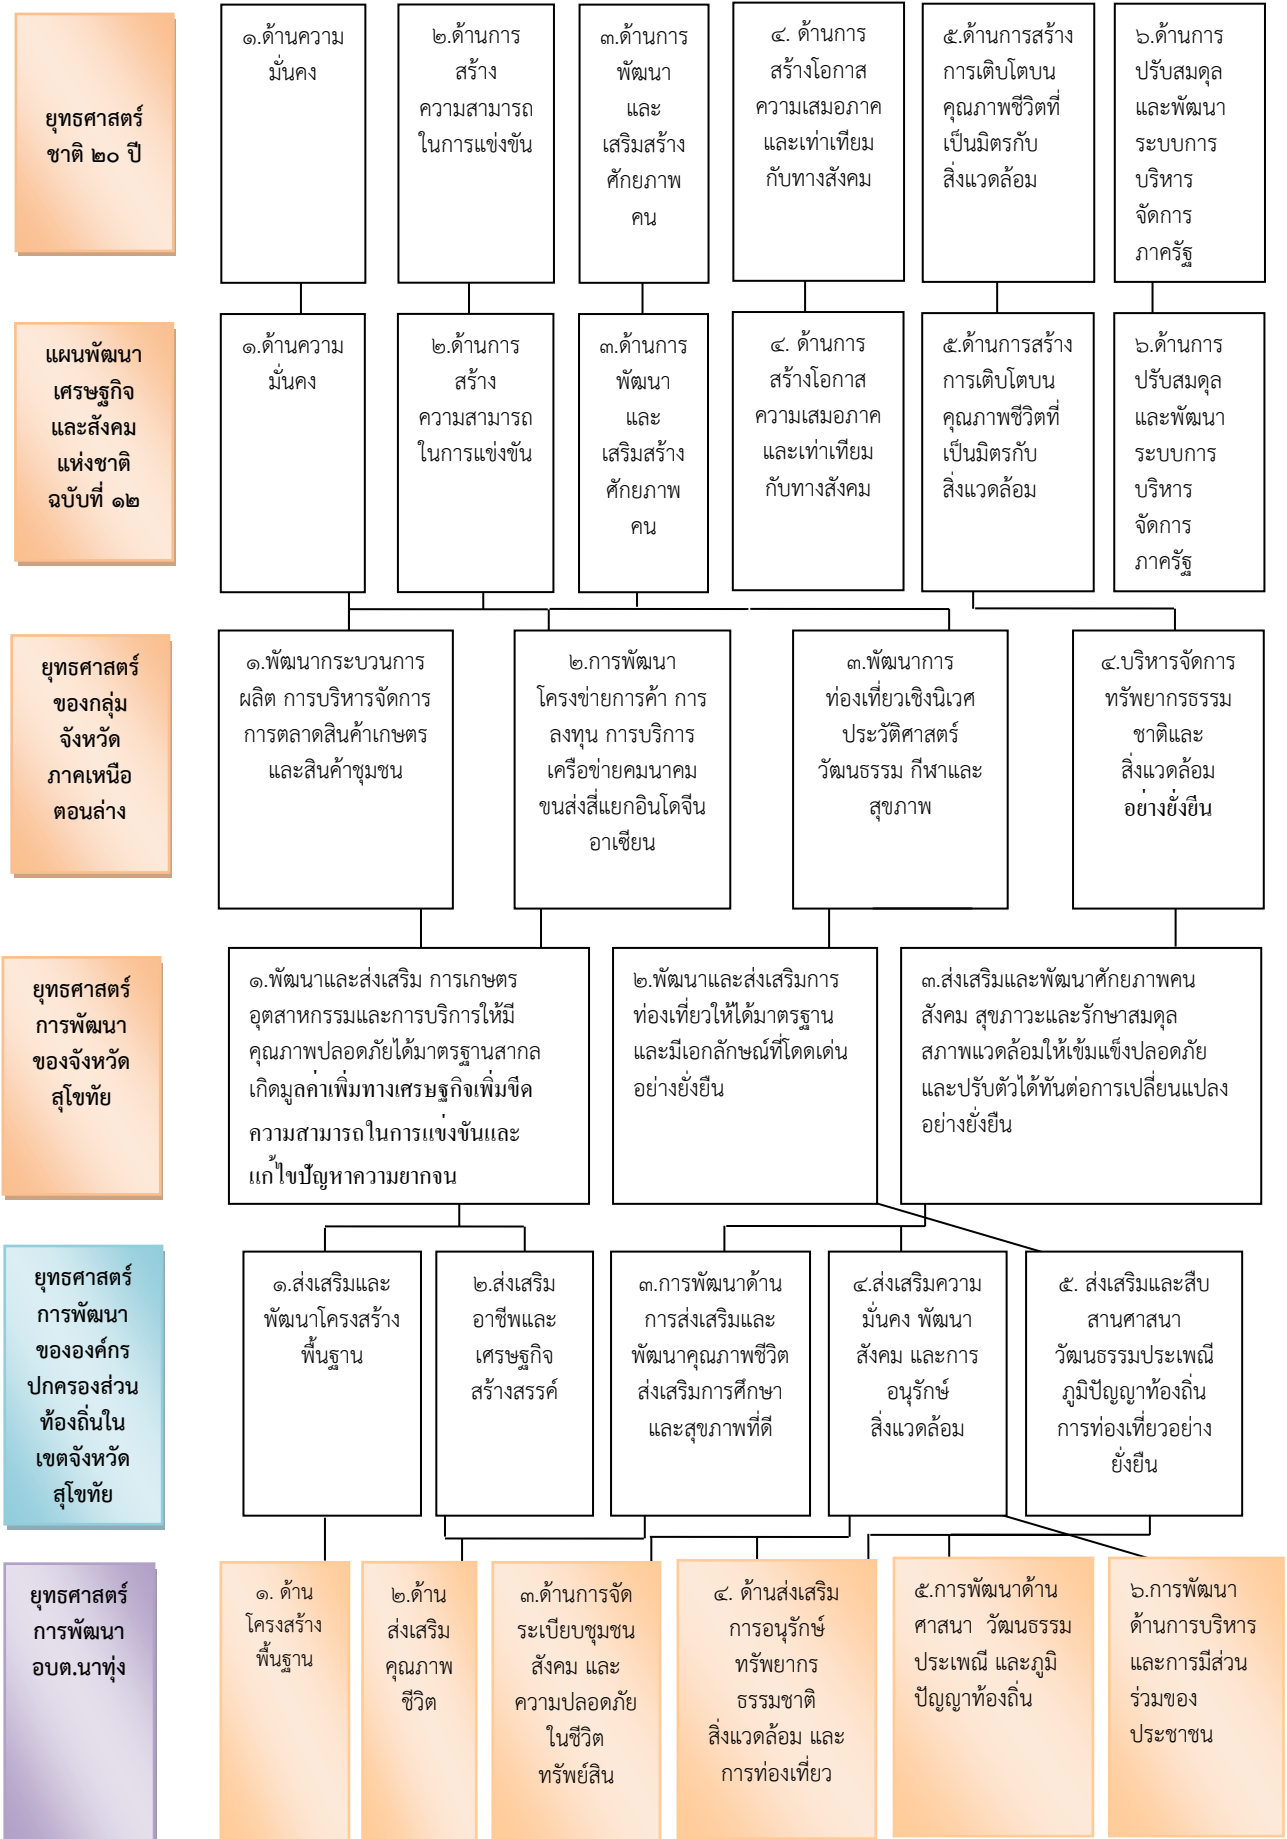 ยุทธศาสตร์
ชาติ ๒๐ ปี
๑.ด้านความ
มั่นคง
๒.ด้านการ
สร้าง
ความสามารถ
ในการแข่งขัน
๓.ด้านการ
พัฒนา
และ
เสริมสร้าง
ศักยภาพ
คน
๔. ด้านการ
สร้างโอกาส
ความเสมอภาค
และเท่าเทียม
กับทางสังคม
๕.ด้านการสร้าง
การเติบโตบน
คุณภาพชีวิตที่
เป็นมิตรกับ
สิ่งแวดล้อม
๖.ด้านการ
ปรับสมดุล
และพัฒนา
ระบบการ
บริหาร
จัดการ
ภาครัฐ
แผนพัฒนา
เศรษฐกิจ
และสังคม
แห่งชาติ
ฉบับที่ ๑๒
๑.ด้านความ
มั่นคง
๒.ด้านการ
สร้าง
ความสามารถ
ในการแข่งขัน
๓.ด้านการ
พัฒนา
และ
เสริมสร้าง
ศักยภาพ
คน
๔. ด้านการ
สร้างโอกาส
ความเสมอภาค
และเท่าเทียม
กับทางสังคม
๕.ด้านการสร้าง
การเติบโตบน
คุณภาพชีวิตที่
เป็นมิตรกับ
สิ่งแวดล้อม
๖.ด้านการ
ปรับสมดุล
และพัฒนา
ระบบการ
บริหาร
จัดการ
ภาครัฐ
ยุทธศาสตร์
ของกลุ่ม
จังหวัด
ภาคเหนือ
ตอนล่าง
๑.พัฒนากระบวนการ
ผลิต การบริหารจัดการ
การตลาดสินค้าเกษตร
และสินค้าชุมชน
๒.การพัฒนา
โครงข่ายการค้า การ
ลงทุน การบริการ
เครือข่ายคมนาคม
ขนส่งสี่แยกอินโดจีน
อาเซียน
๓.พัฒนาการ
ท่องเที่ยวเชิงนิเวศ
ประวัติศาสตร์
วัฒนธรรม กีฬาและ
สุขภาพ
๔.บริหารจัดการ
ทรัพยากรธรรม
ชาติและ
สิ่งแวดล้อม
อย่างยั่งยืน
ยุทธศาสตร์
การพัฒนา
ของจังหวัด
สุโขทัย
๑.พัฒนาและส่งเสริม การเกษตร
อุตสาหกรรมและการบริการให้มี
คุณภาพปลอดภัยได้มาตรฐานสากล
เกิดมูลค่าเพิ่มทางเศรษฐกิจเพิ่มขีด
ความสามารถในการแข่งขันและ
แก้ไขปัญหาความยากจน
๒.พัฒนาและส่งเสริมการ
ท่องเที่ยวให้ได้มาตรฐาน
และมีเอกลักษณ์ที่โดดเด่น
อย่างยั่งยืน
๓.ส่งเสริมและพัฒนาศักยภาพคน
สังคม สุขภาวะและรักษาสมดุล
สภาพแวดล้อมให้เข้มแข็งปลอดภัย
และปรับตัวได้ทันต่อการเปลี่ยนแปลง
อย่างยั่งยืน
ยุทธศาสตร์
การพัฒนา
ขององค์กร
ปกครองส่วน
ท้องถิ่นใน
เขตจังหวัด
สุโขทัย
๑.ส่งเสริมและ
พัฒนาโครงสร้าง
พื้นฐาน
๒.ส่งเสริม
อาชีพและ
เศรษฐกิจ
สร้างสรรค์
๓.การพัฒนาด้าน
การส่งเสริมและ
พัฒนาคุณภาพชีวิต
ส่งเสริมการศึกษา
และสุขภาพที่ดี
๔.ส่งเสริมความ
มั่นคง พัฒนา
สังคม และการ
อนุรักษ์
สิ่งแวดล้อม
๕. ส่งเสริมและสืบ
สานศาสนา
วัฒนธรรมประเพณี
ภูมิปัญญาท้องถิ่น
การท่องเที่ยวอย่าง
ยั่งยืน
ยุทธศาสตร์
การพัฒนา
อบต.นาทุ่ง
๑. ด้าน
โครงสร้าง
พื้นฐาน
๒.ด้าน
ส่งเสริม
คุณภาพ
ชีวิต
๓.ด้านการจัด
ระเบียบชุมชน
สังคม และ
ความปลอดภัย
ในชีวิต
ทรัพย์สิน
๔. ด้านส่งเสริม
การอนุรักษ์
ทรัพยากร
ธรรมชาติ
สิ่งแวดล้อม และ
การท่องเที่ยว
๕.การพัฒนาด้าน
ศาสนา วัฒนธรรม
ประเพณี และภูมิ
ปัญญาท้องถิ่น
๖.การพัฒนา
ด้านการบริหาร
และการมีส่วน
ร่วมของ
ประชาชน